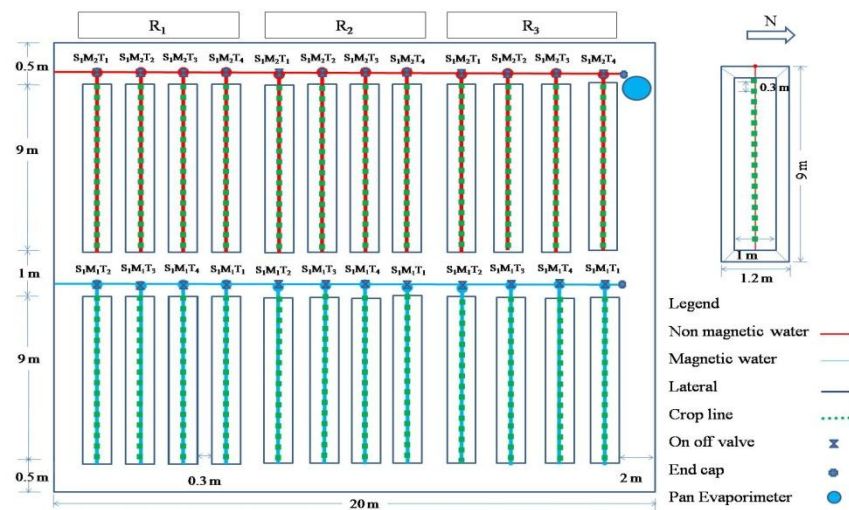 R1 R2 R3
N
0.5 m
S1M2T1 S1M2T2 S1M2T3 S1M2T4 S1M2T1 S1M2T2 S1M2T3 S1M2T4 S1M2T1 S1M2T2 S1M2T3 S1M2T4
0.3 m
9 m
9 m
1 m
1.2 m
1 m
S1M1T2 S1M1T3 S1M1T4 S1M1T1 S1M1T2 S1M1T3 S1M1T4 S1M1T1 S1M1T2 S1M1T3 S1M1T4 S1M1T1
9 m
0.5 m
0.3 m
2 m
20 m
Legend
Non magnetic water
Magnetic water
Lateral
Crop line
On off valve
End cap
Pan Evaporimeter